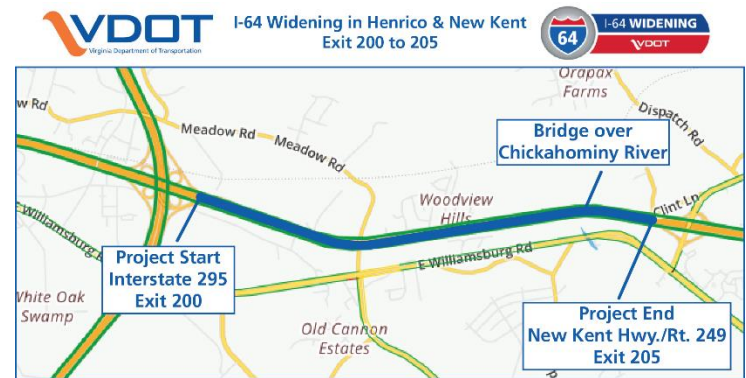 VDOT
Virginia Department of Transportation
I-64 Widening in Henrico & New Kent
Exit 200 to 205
64
I-64 WIDENING
VDOT
Orapax
Farms
w Rd
Meadow Rd
Meadow Rd
Dispatch Rd
Bridge over
Chickahominy River
Woodview
Hills
Clint Ln
E Williamsburg
E Williamsburg Rd
Project Start
Interstate 295
Exit 200
White Oak
Swamp
Old Cannon
Estates
Project End
New Kent Hwy./Rt. 249
Exit 205